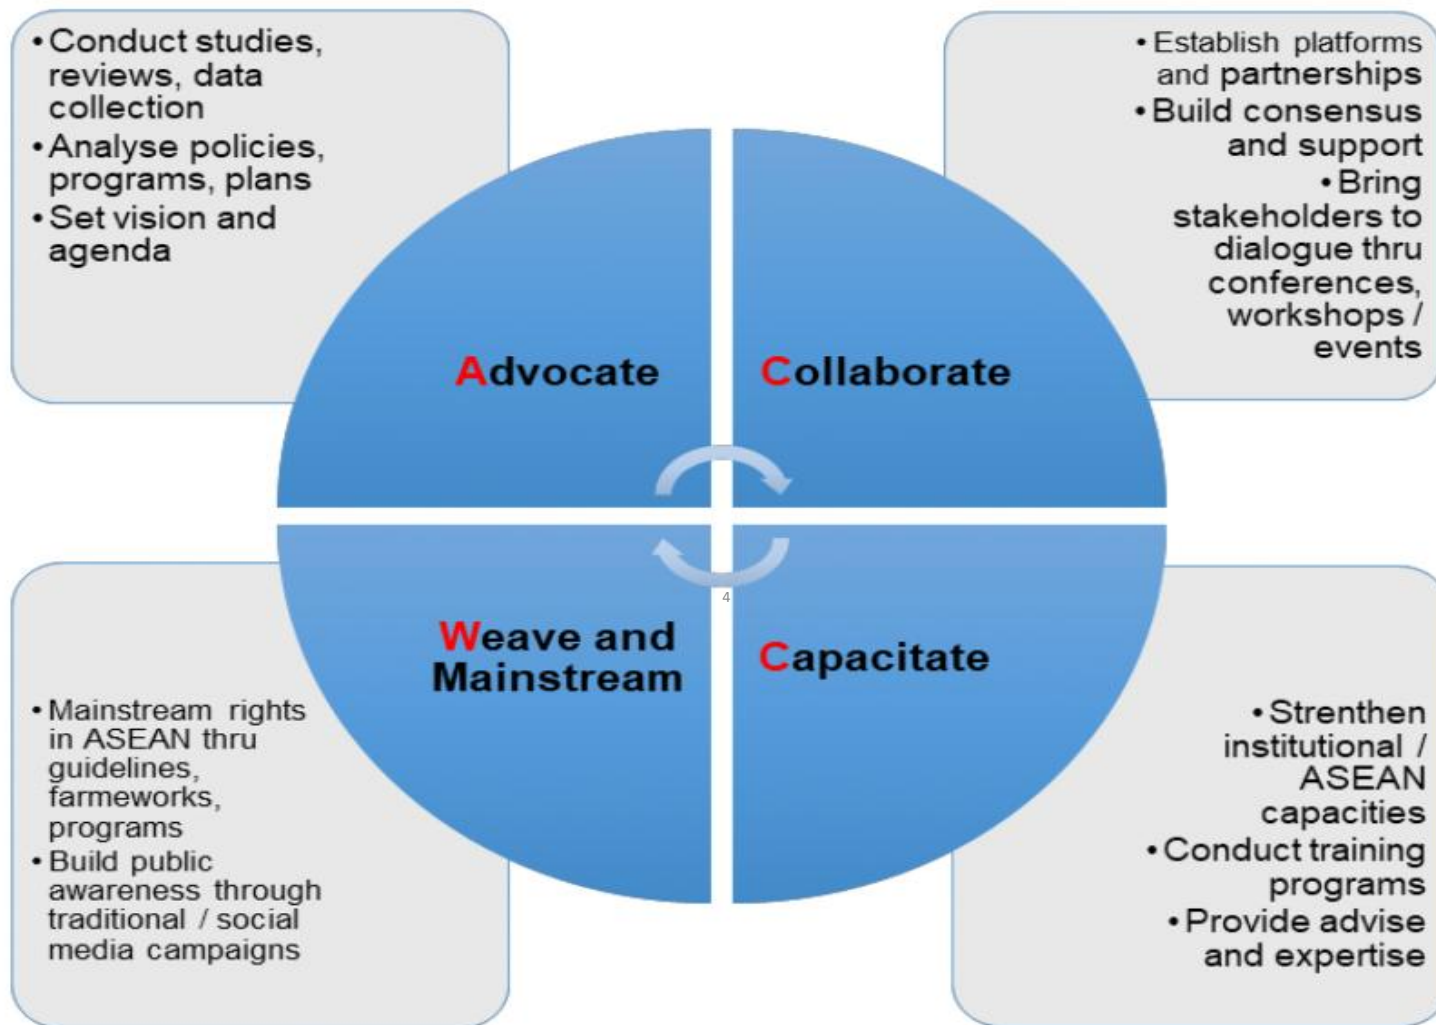 • Conduct studies,
reviews, data
collection
• Analyse policies,
programs, plans
• Set vision and
agenda
• Establish platforms
and partnerships
• Build consensus
and support
• Bring
stakeholders to
dialogue thru
conferences,
workshops /
events
Advocate
Collaborate
4
Weave and
Mainstream
Capacitate
• Mainstream rights
in ASEAN thru
guidelines,
farmeworks,
programs
• Build public
awareness through
traditional / social
media campaigns
• Strenthen
institutional /
ASEAN
capacities
• Conduct training
programs
• Provide advise
and expertise